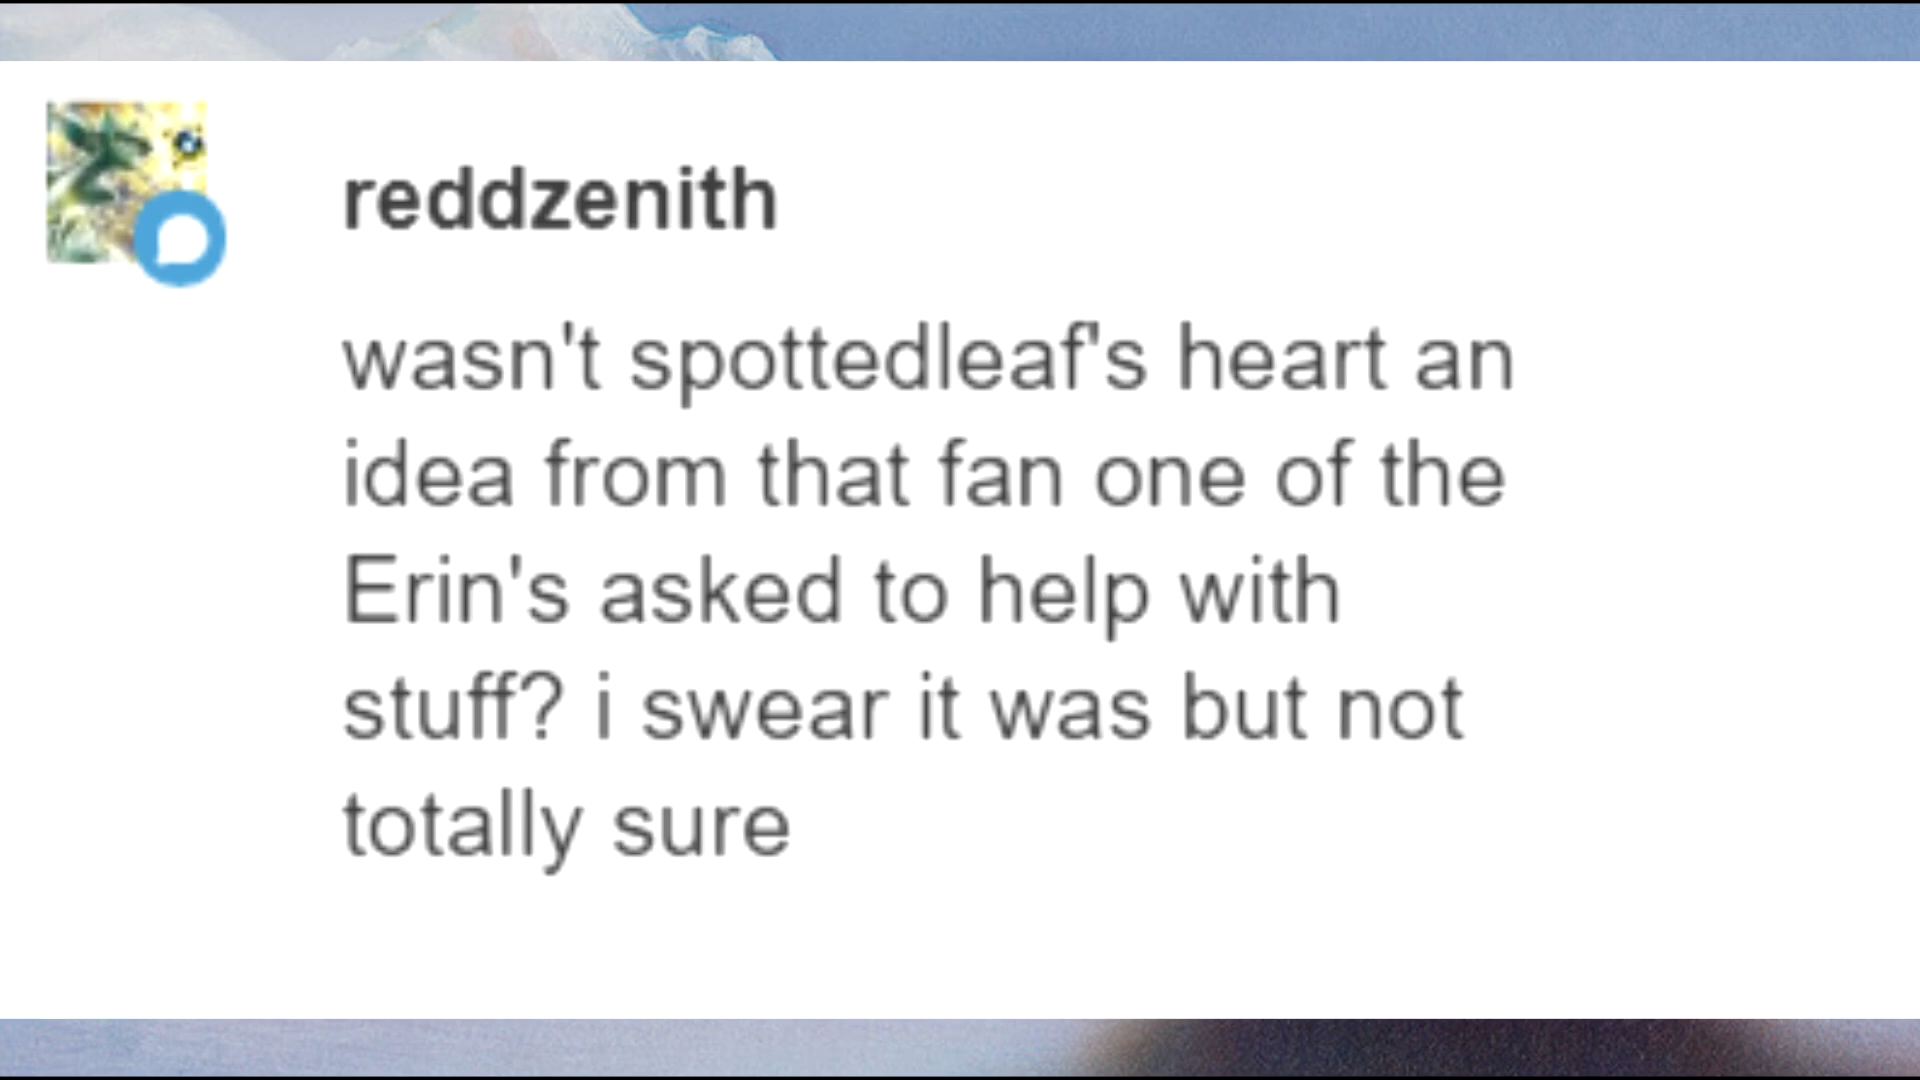 reddzenith
wasn't spottedleaf's heart an
idea from that fan one of the
Erin's asked to help with
stuff? i swear it was but not
totally sure